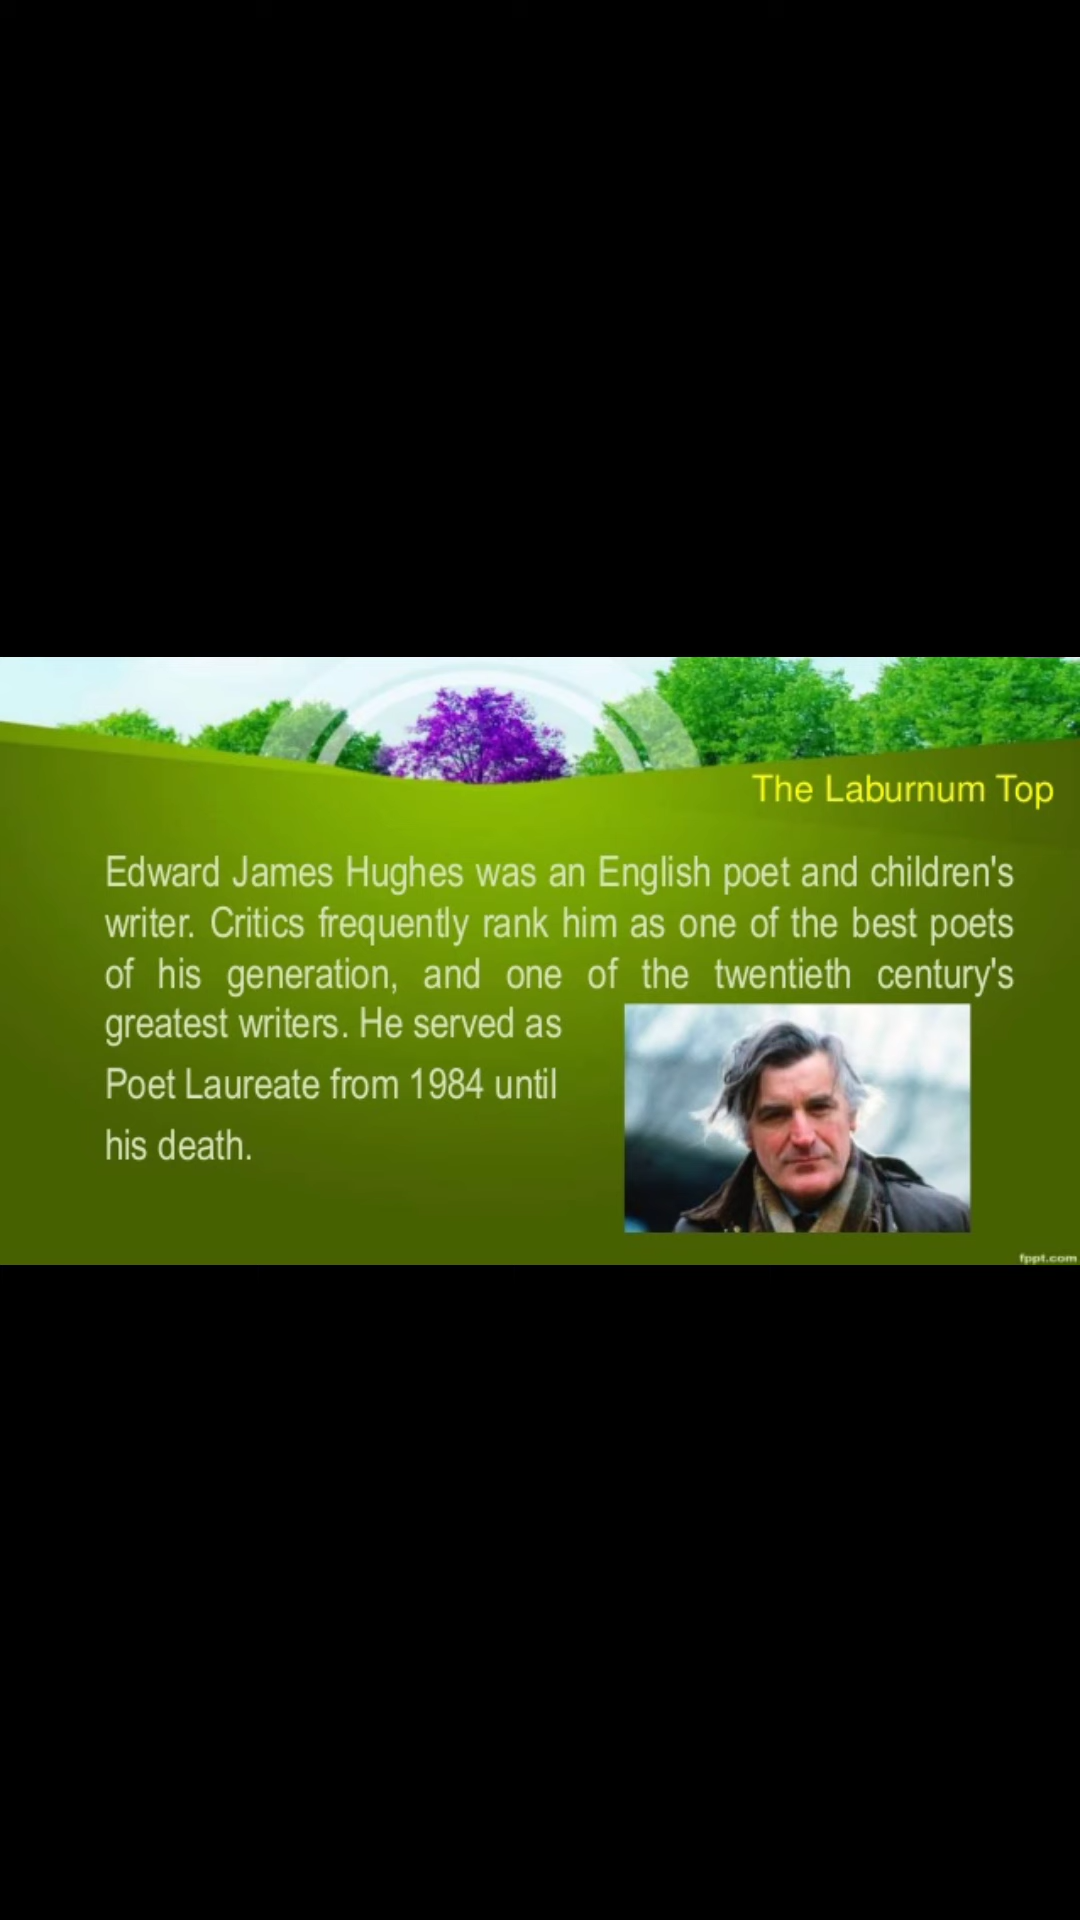 The Laburnum Top
Edward James Hughes was an English poet and children's
writer. Critics frequently rank him as one of the best poets
of his generation, and one of the twentieth century's
greatest writers. He served as
Poet Laureate from 1984 until
his death.
fppt.com